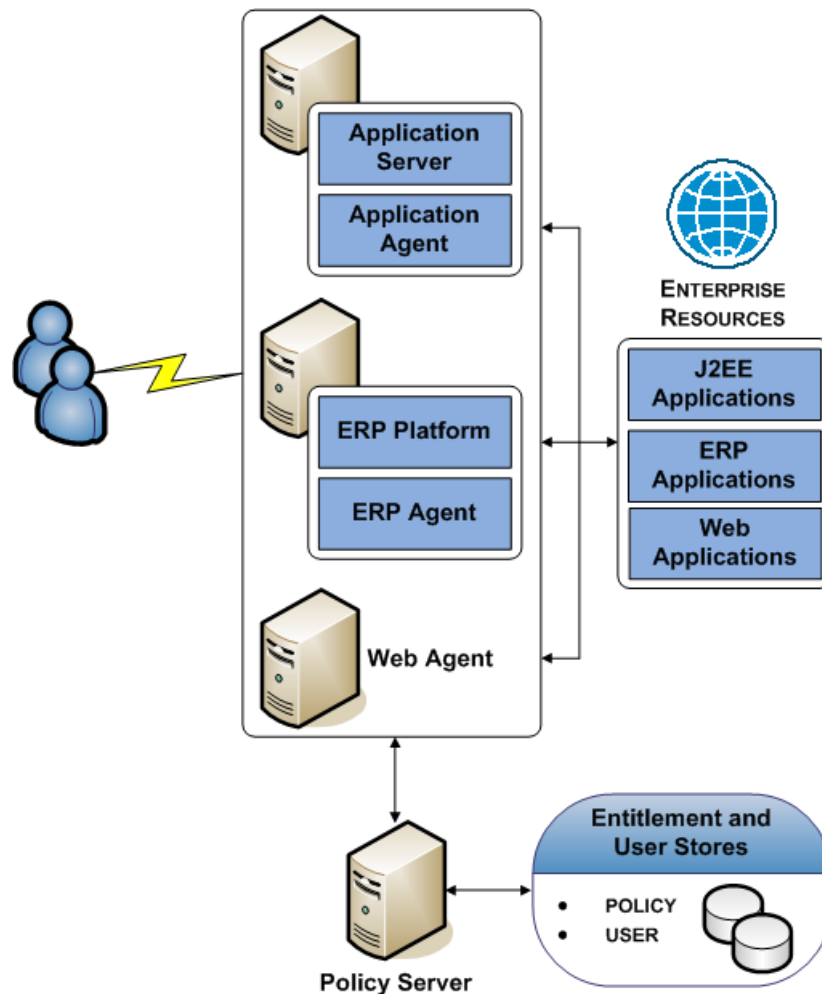 Application
Server
Application
Agent
ENTERPRISE
RESOURCES
J2EE
Applications
ERP Platform
ERP
Applications
ERP Agent
Web
Applications
Web Agent
Entitlement and
User Stores
• POLICY
• USER
Policy Server